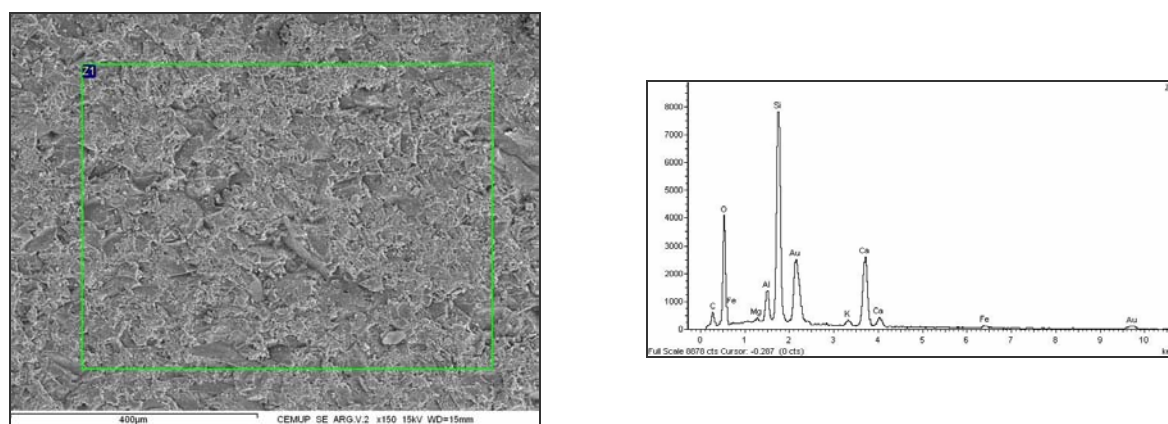 Z1
400µm CEMUP SE ARG.V.2 x150 15kV WD=15mm
8000
7000
6000
5000
4000
3000
2000
1000
0
Si
O
Au
Ca
Al
C
Fe
Mg
K
Ca
Fe
Au
0 1 2 3 4 5 6 7 8 9 10
Full Scale 8878 cts Cursor: -0.287 (0 cts)